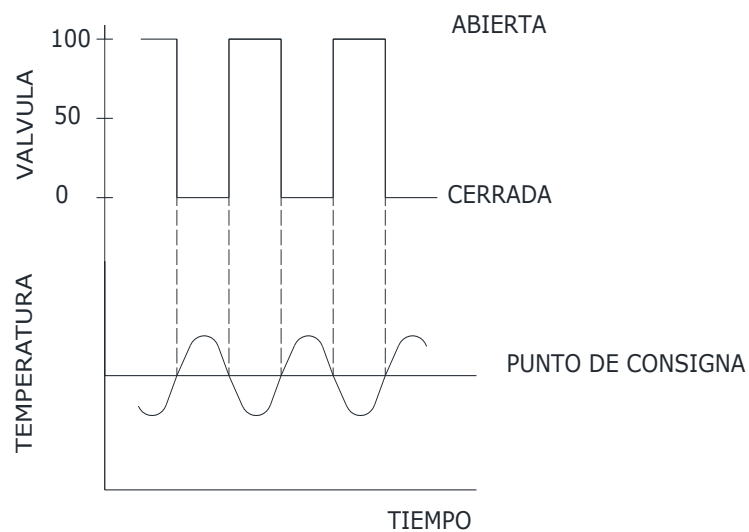 ABIERTA
100
50
0
VALVULA
CERRADA
TEMPERATURA
PUNTO DE CONSIGNA
TIEMPO